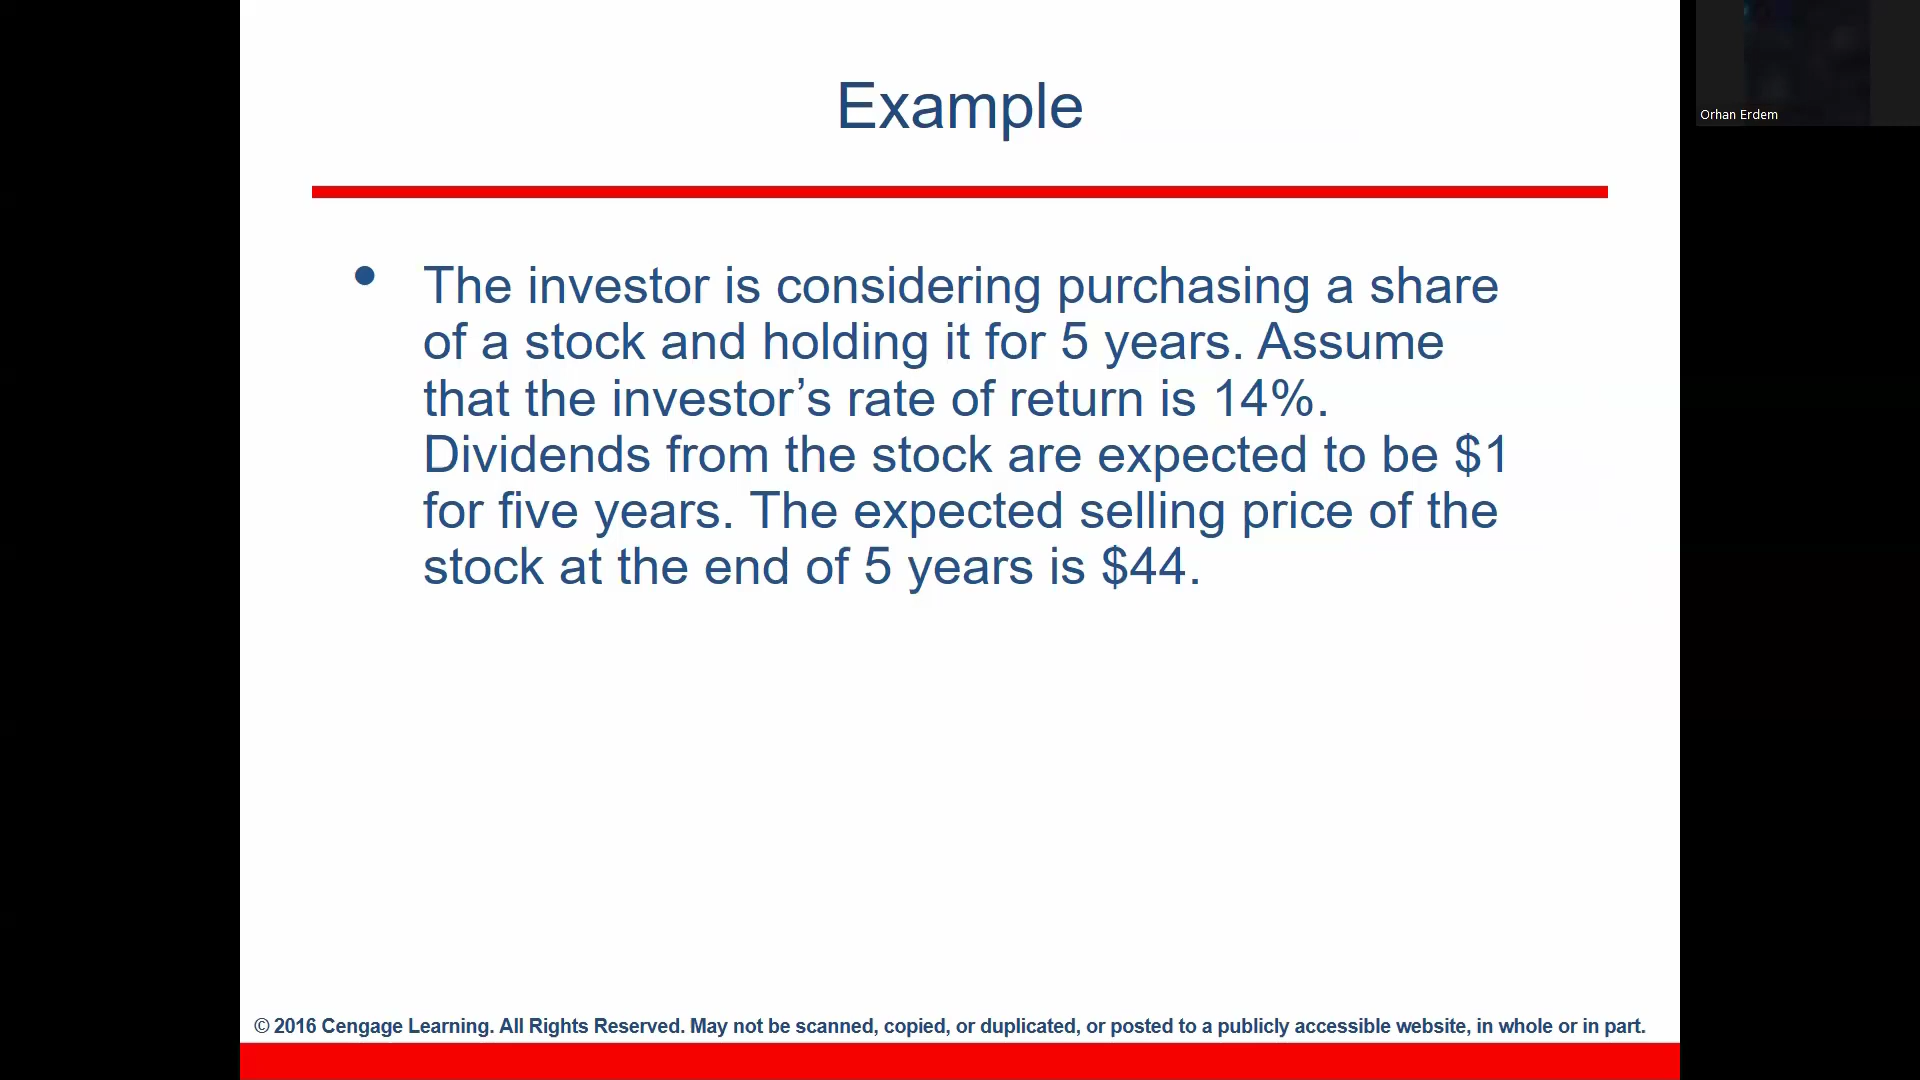 Example
Orhan Erdem
• The investor is considering purchasing a share
of a stock and holding it for 5 years. Assume
that the investor’s rate of return is 14%.
Dividends from the stock are expected to be $1
for five years. The expected selling price of the
stock at the end of 5 years is $44.
© 2016 Cengage Learning. All Rights Reserved. May not be scanned, copied, or duplicated, or posted to a publicly accessible website, in whole or in part.